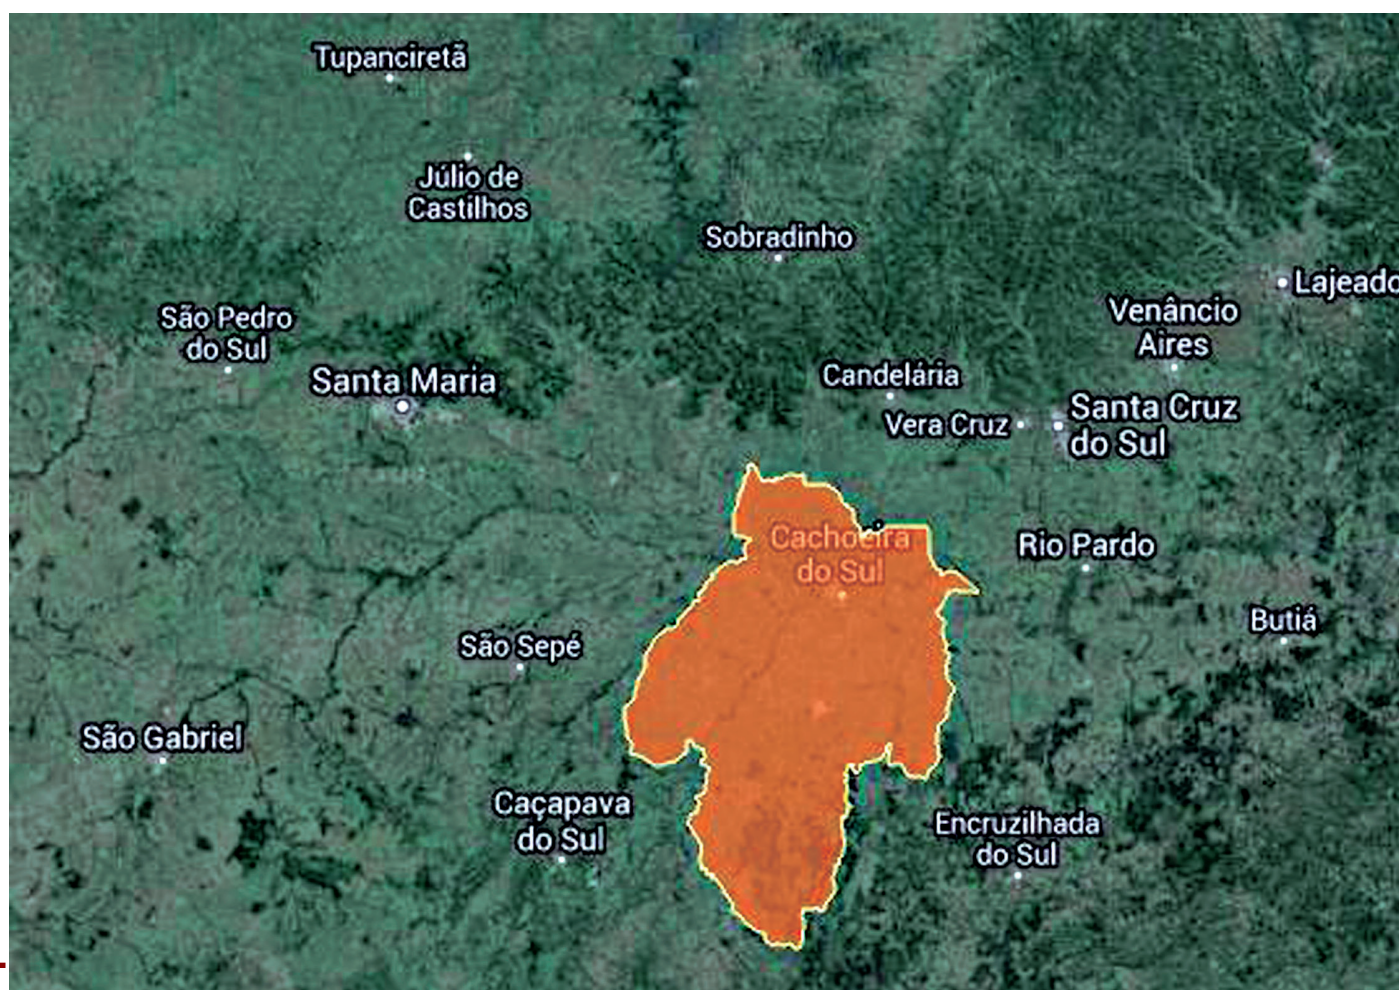 Tupanciretã
Júlio de
Castilhos
Sobradinho
Lajeado
São Pedro
do Sul
Venâncio
Aires
Santa Maria
Candelária
Vera Cruz
Santa Cruz
do Sul
Cachoeira
do Sul
Rio Pardo
São Sepé
Butiá
São Gabriel
Caçapava
do Sul
Encruzilhada
do Sul